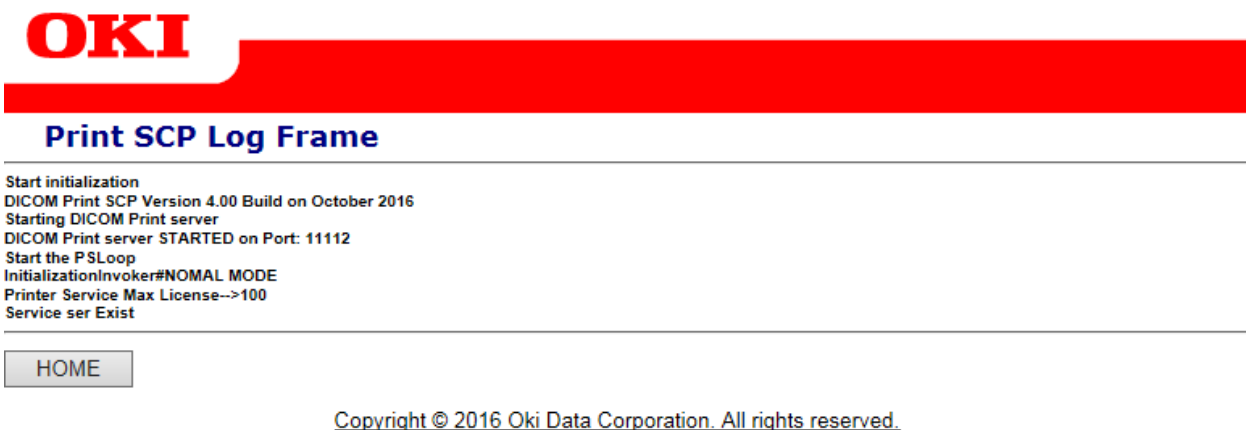 OKI
Print SCP Log Frame
Start initialization
DICOM Print SCP Version 4.00 Build on October 2016
Starting DICOM Print server
DICOM Print server STARTED on Port: 11112
Start the PSLoop
InitializationInvoker#NOMAL MODE
Printer Service Max License-->100
Service ser Exist
HOME
Copyright © 2016 Oki Data Corporation. All rights reserved.